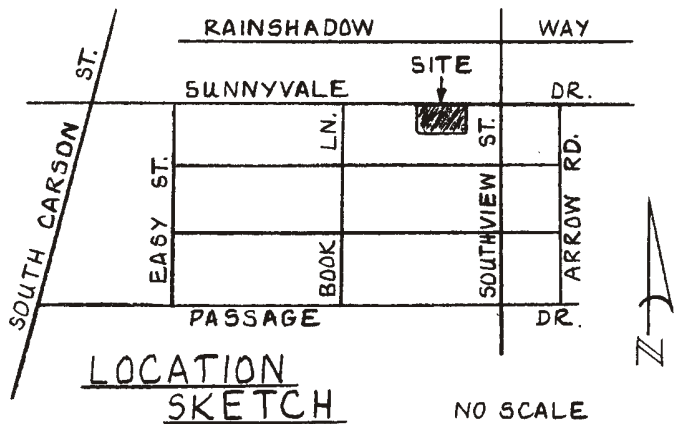 RAINSHADOW WAY
SITE
SUNNYVALE DR.
SOUTH CARSON ST.
EASY ST.
BOOK LN.
SOUTHVIEW ST.
ARROW RD.
PASSAGE DR.
N
LOCATION
SKETCH
NO SCALE